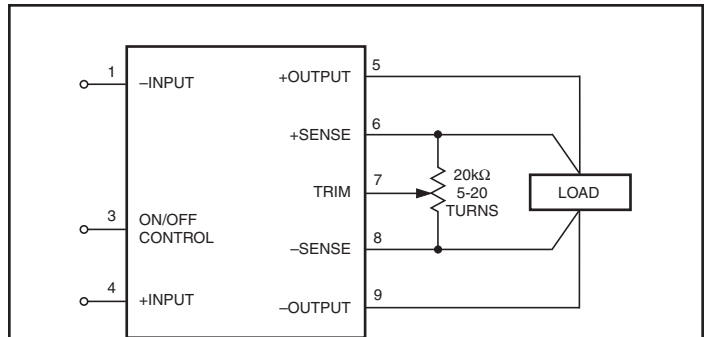 1
–INPUT
3
ON/OFF
CONTROL
4
+INPUT
+OUTPUT
5
+SENSE
6
TRIM
7
–SENSE
8
–OUTPUT
9
20kΩ
5-20
TURNS
LOAD